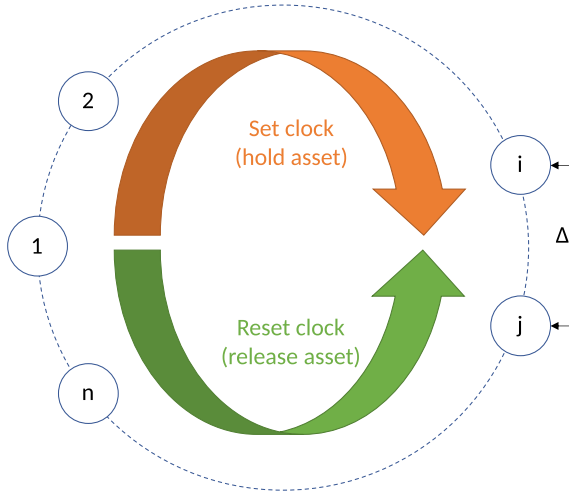 2
Set clock
(hold asset)
i
1
Δ
Reset clock
(release asset)
j
n